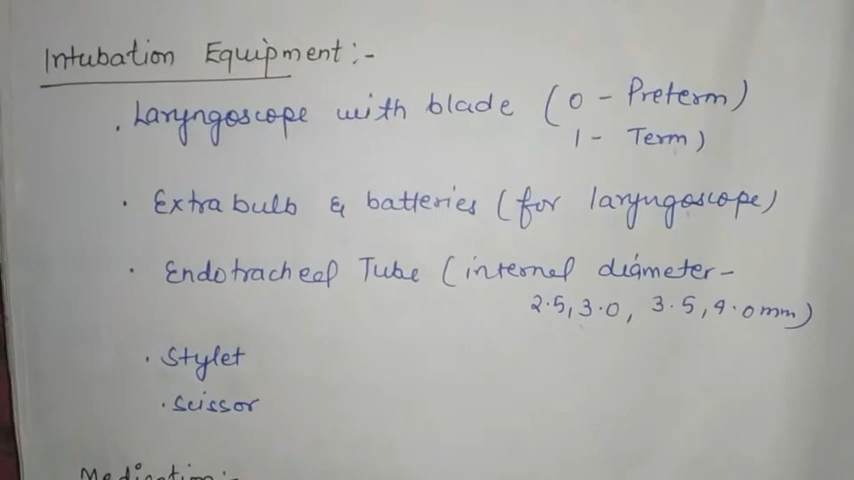 Intubation Equipment:-
. Laryngoscope with blade (0 - Preterm)
1 - Term)
. Extra bulb & batteries (for laryngoscope)
. Endotracheal Tube (internal diameter-
2.5, 3.0, 3.5, 4.0mm)
. Stylet
. Scissor
Medication:-